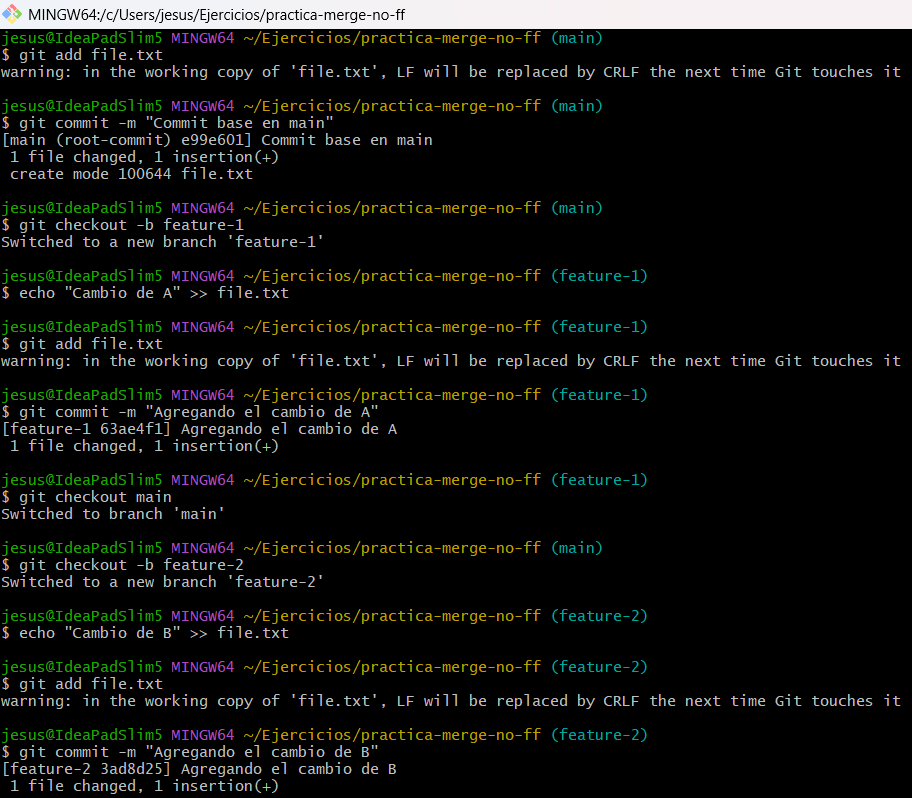 MINGW64:/c/Users/jesus/Ejercicios/practica-merge-no-ff
jesus@IdeaPadSlim5 MINGW64 ~/Ejercicios/practica-merge-no-ff (main)
$ git add file.txt
warning: in the working copy of 'file.txt', LF will be replaced by CRLF the next time Git touches it
jesus@IdeaPadSlim5 MINGW64 ~/Ejercicios/practica-merge-no-ff (main)
$ git commit -m "Commit base en main"
[main (root-commit) e99e601] Commit base en main
 1 file changed, 1 insertion(+)
 create mode 100644 file.txt
jesus@IdeaPadSlim5 MINGW64 ~/Ejercicios/practica-merge-no-ff (main)
$ git checkout -b feature-1
Switched to a new branch 'feature-1'
jesus@IdeaPadSlim5 MINGW64 ~/Ejercicios/practica-merge-no-ff (feature-1)
$ echo "Cambio de A" >> file.txt
jesus@IdeaPadSlim5 MINGW64 ~/Ejercicios/practica-merge-no-ff (feature-1)
$ git add file.txt
warning: in the working copy of 'file.txt', LF will be replaced by CRLF the next time Git touches it
jesus@IdeaPadSlim5 MINGW64 ~/Ejercicios/practica-merge-no-ff (feature-1)
$ git commit -m "Agregando el cambio de A"
[feature-1 63ae4f1] Agregando el cambio de A
 1 file changed, 1 insertion(+)
jesus@IdeaPadSlim5 MINGW64 ~/Ejercicios/practica-merge-no-ff (feature-1)
$ git checkout main
Switched to branch 'main'
jesus@IdeaPadSlim5 MINGW64 ~/Ejercicios/practica-merge-no-ff (main)
$ git checkout -b feature-2
Switched to a new branch 'feature-2'
jesus@IdeaPadSlim5 MINGW64 ~/Ejercicios/practica-merge-no-ff (feature-2)
$ echo "Cambio de B" >> file.txt
jesus@IdeaPadSlim5 MINGW64 ~/Ejercicios/practica-merge-no-ff (feature-2)
$ git add file.txt
warning: in the working copy of 'file.txt', LF will be replaced by CRLF the next time Git touches it
jesus@IdeaPadSlim5 MINGW64 ~/Ejercicios/practica-merge-no-ff (feature-2)
$ git commit -m "Agregando el cambio de B"
[feature-2 3ad8d25] Agregando el cambio de B
 1 file changed, 1 insertion(+)